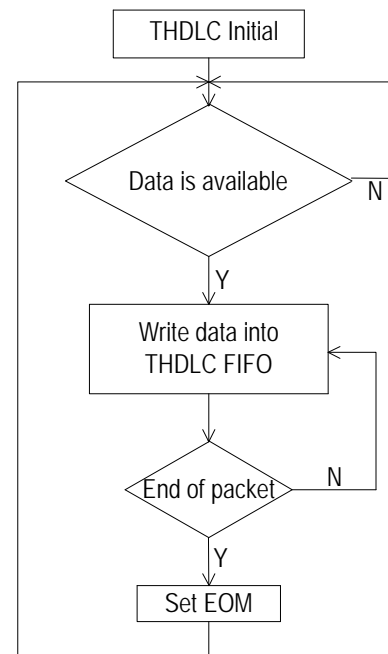 THDLC Initial
Data is available
N
Y
Write data into
THDLC FIFO
End of packet
N
Y
Set EOM